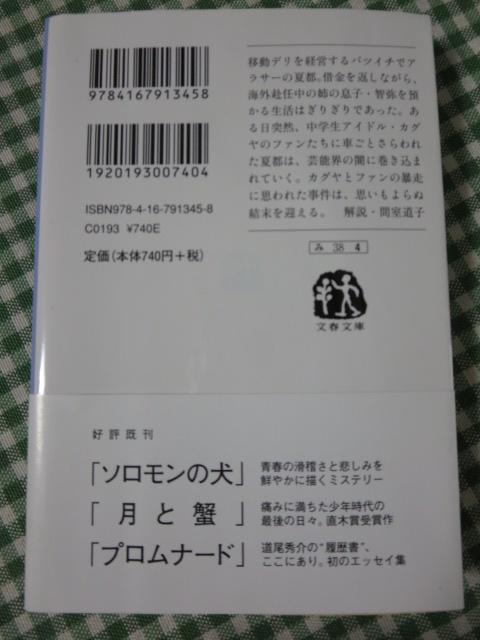 9784167913458
1920193007404
ISBN978-4-16-791345-8
C0193 ¥740E
定価(本体740円+税)
移動デリを経営するバツイチで
アラサーの夏都。借金を返しながら、
海外赴任中の姉の息子・智弥を預
かる生活はぎりぎりであった。あ
る日突然、中学生アイドル・カグ
ヤのファンたちに車ごとさらわれ
た夏都は、芸能界の闇に巻き込ま
れていく。カグヤとファンの暴走
に思われた事件は、思いもよらぬ
結末を迎える。 解説・間室道子
み 38 4
文春文庫
好評既刊
「ソロモンの犬」 青春の滑稽さと悲しみを
鮮やかに描くミステリー
「月と蟹」 痛みに満ちた少年時代の
最後の日々。直木賞受賞作
「プロムナード」 道尾秀介の“履歴書”、
ここにあり。初のエッセイ集